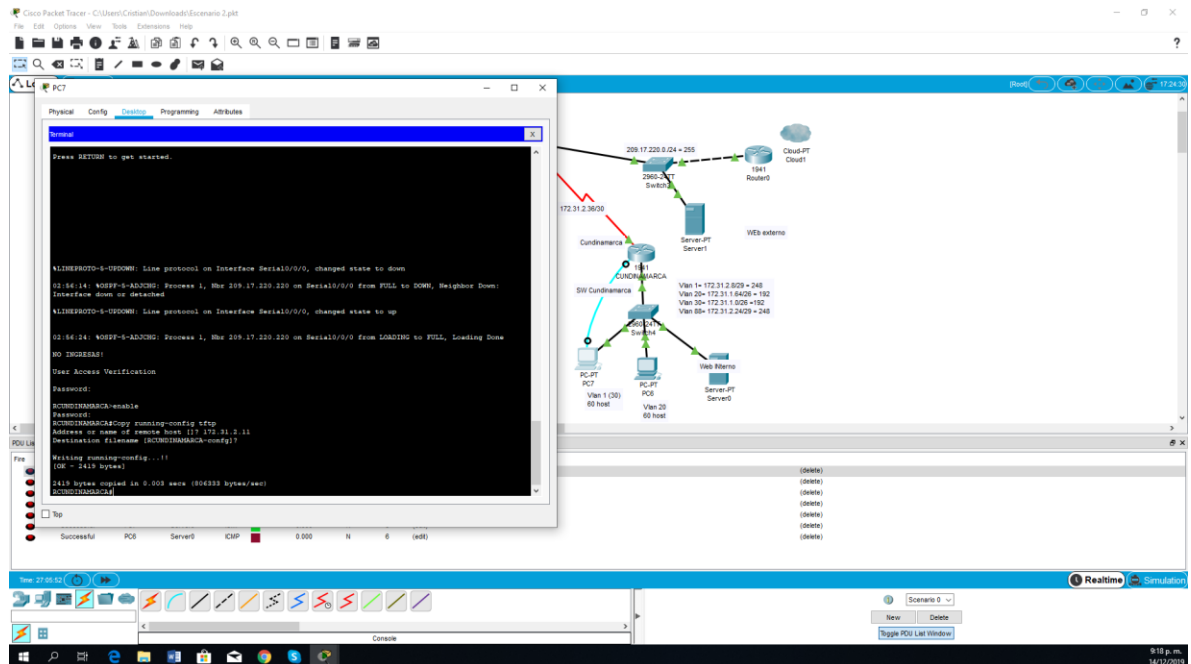 Cisco Packet Tracer - C:\Users\Cristian\Downloads\Escenario 2.pkt
File Edit Options View Tools Extensions Help
?
[Root]
17:24:30
PC7
Physical Config Desktop Programming Attributes
Terminal
X
Press RETURN to get started.
%LINEPROTO-5-UPDOWN: Line protocol on Interface Serial0/0/0, changed state to down
02:56:14: %OSPF-5-ADJCHG: Process 1, Nbr 209.17.220.220 on Serial0/0/0 from FULL to DOWN, Neighbor Down:
Interface down or detached
%LINEPROTO-5-UPDOWN: Line protocol on Interface Serial0/0/0, changed state to up
02:56:24: %OSPF-5-ADJCHG: Process 1, Nbr 209.17.220.220 on Serial0/0/0 from LOADING to FULL, Loading Done
NO INGRESAS!
User Access Verification
Password:
RCUNDINAMARCA>enable
Password:
RCUNDINAMARCA#Copy running-config tftp
Address or name of remote host []? 172.31.2.11
Destination filename [RCUNDINAMARCA-confg]?
Writing running-config...!!
[OK - 2419 bytes]
2419 bytes copied in 0.003 secs (806333 bytes/sec)
RCUNDINAMARCA#
Top
209.17.220.0 /24 = 255
Cloud-PT
Cloud1
1941
Router0
2960-24TT
172.31.2.36/30
Server-PT
Server1
WEb externo
Cundinamarca
1941
CUNDINAMARCA
SW Cundinamarca
Vlan 1= 172.31.2.8/29 = 248
Vlan 20= 172.31.1.64/26 =192
Vlan 30= 172.31.1.0/26 =192
Vlan 88= 172.31.2.24/29 = 248
2960-24TT
Switch4
PC-PT
PC7
PC-PT
PC6
Web INterno
Server-PT
Server0
Vlan 1 (30)
60 host
Vlan 20
60 host
Fire
(delete)
(delete)
(delete)
(delete)
(delete)
(delete)
Successful PC6 Server0 ICMP 0.000 N 6 (edit) (delete)
Time: 27:05:52
Realtime
Simulation
Scenario 0
New Delete
Toggle PDU List Window
Console
9:18 p. m.
14/12/2019